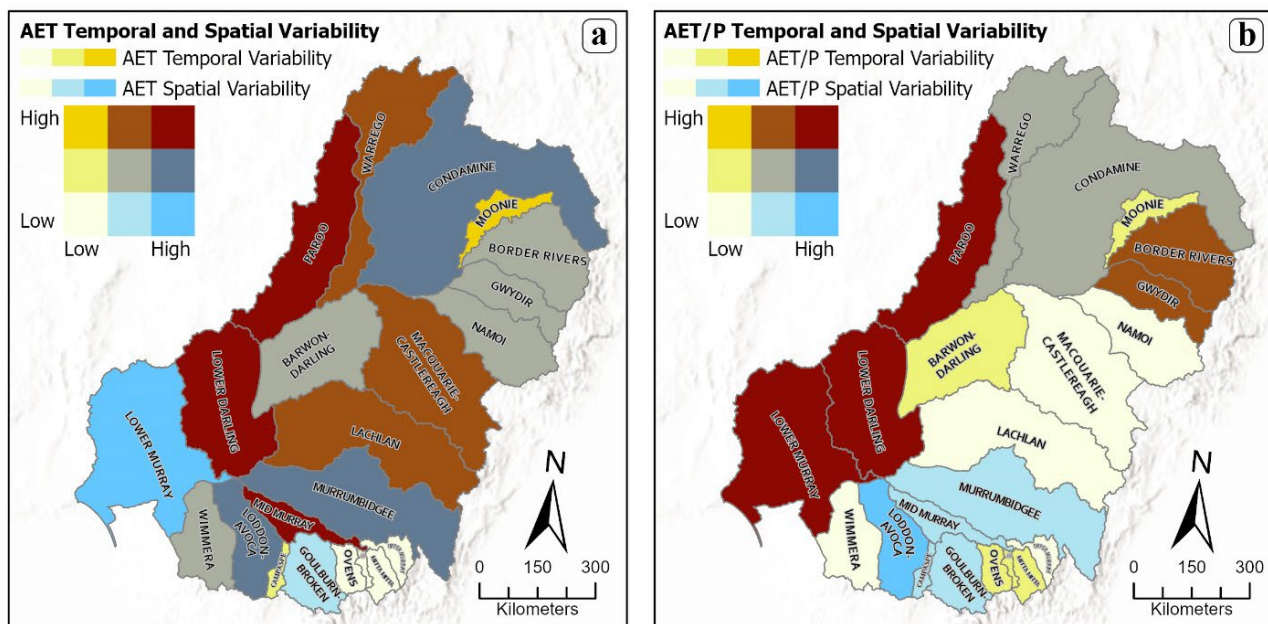 AET Temporal and Spatial Variability
a
AET Temporal Variability
AET Spatial Variability
High
Low
Low
High
WARREGO
CONDAMINE
PAROO
MOONIE
BORDER RIVERS
GWYDIR
NAMOI
BARWON-
DARLING
MACQUARIE-
CASTLEREAGH
LOWER DARLING
LOWER MURRAY
LACHLAN
MURRUMBIDGEE
MID MURRAY
WIMMERA
LODDON-
AVOCA
CAMPASPE
GOULBURN-
BROKEN
OVENS
N
0 150 300
Kilometers
AET/P Temporal and Spatial Variability
b
AET/P Temporal Variability
AET/P Spatial Variability
High
Low
Low
High
WARREGO
CONDAMINE
PAROO
MOONIE
BORDER RIVERS
GWYDIR
NAMOI
BARWON-
DARLING
MACQUARIE-
CASTLEREAGH
LOWER DARLING
LOWER MURRAY
LACHLAN
MURRUMBIDGEE
MID MURRAY
WIMMERA
LODDON-
AVOCA
CAMPASPE
GOULBURN-
BROKEN
OVENS
N
0 150 300
Kilometers